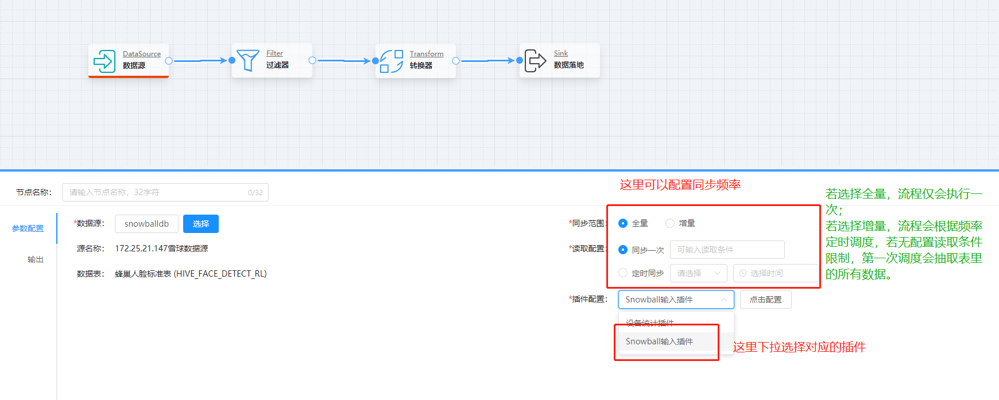 DataSource
数据源
Filter
过滤器
Transform
转换器
Sink
数据落地
节点名称：
请输入节点名称，32字符
0/32
这里可以配置同步频率
若选择全量，流程仅会执行一
次；
若选择增量，流程会根据频率
定时调度，若无配置读取条件
限制，第一次调度会抽取表里
的所有数据。
参数配置
输出
*数据源：
snowballdb
选择
源名称：
172.25.21.147雪球数据源
数据表：
蜂巢人脸标准表 (HIVE_FACE_DETECT_RL)
*同步范围：
全量
增量
*读取配置：
同步一次
可输入读取条件
定时同步
请选择
选择时间
*插件配置：
Snowball输入插件
点击配置
设备统计插件
Snowball输入插件
这里下拉选择对应的插件